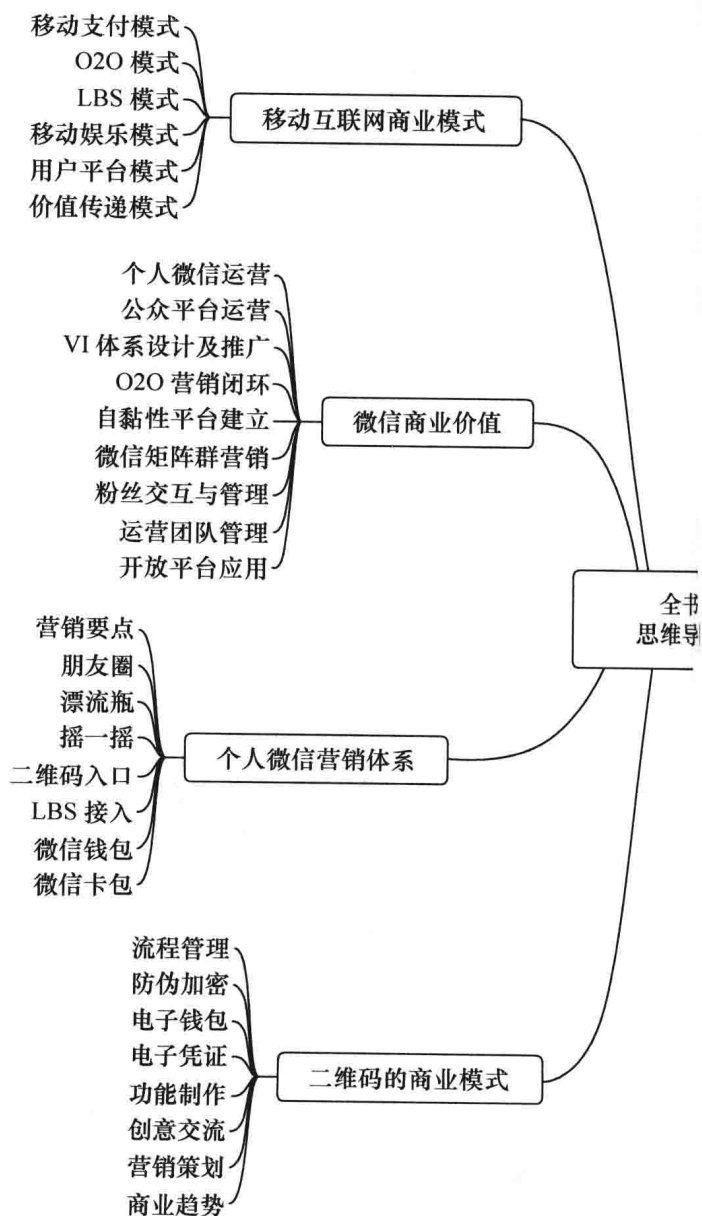 移动支付模式
O2O 模式
LBS 模式
移动娱乐模式
用户平台模式
价值传递模式
移动互联网商业模式
个人微信运营
公众平台运营
VI 体系设计及推广
O2O 营销闭环
自黏性平台建立
微信矩阵群营销
粉丝交互与管理
运营团队管理
开放平台应用
微信商业价值
全书
思维导
营销要点
朋友圈
漂流瓶
摇一摇
二维码入口
LBS 接入
微信钱包
微信卡包
个人微信营销体系
流程管理
防伪加密
电子钱包
电子凭证
功能制作
创意交流
营销策划
商业趋势
二维码的商业模式